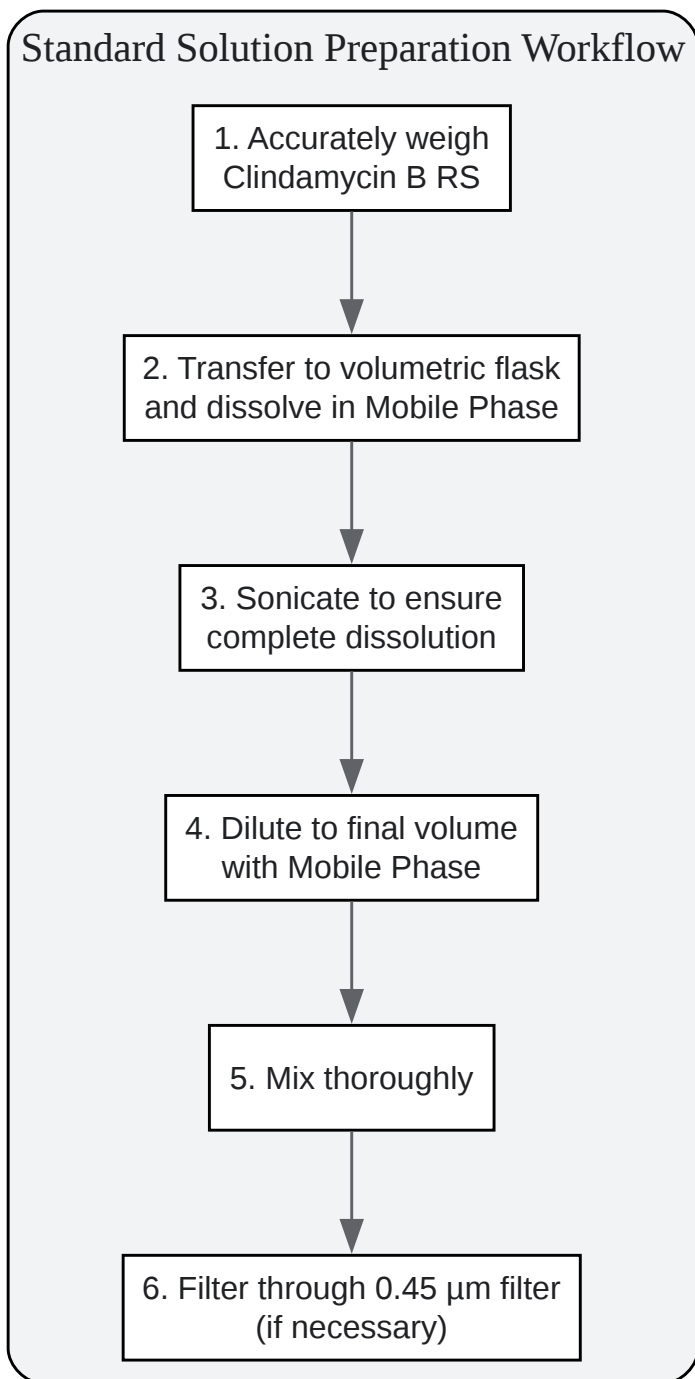 Standard Solution Preparation Workflow
1. Accurately weigh
Clindamycin B RS
2. Transfer to volumetric flask
and dissolve in Mobile Phase
3. Sonicate to ensure
complete dissolution
4. Dilute to final volume
with Mobile Phase
5. Mix thoroughly
6. Filter through 0.45 µm filter
(if necessary)